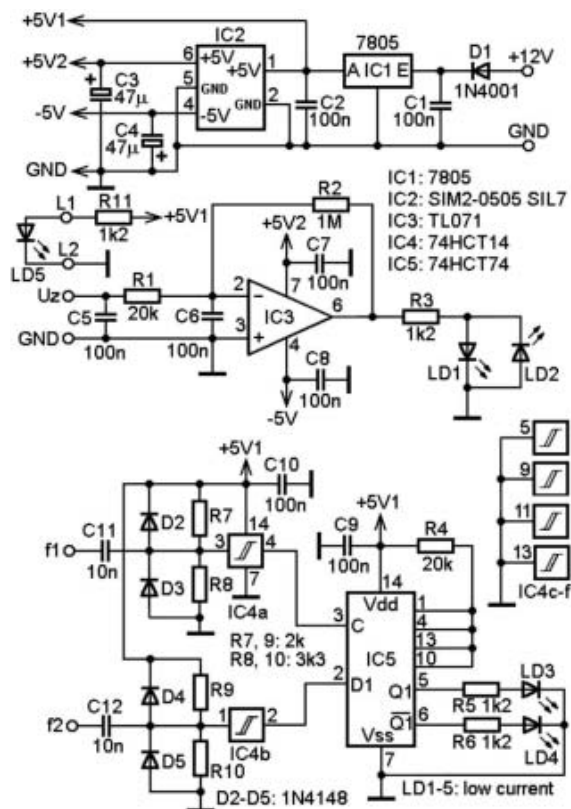 +5V1
IC2
7805
D1
+12V
+5V2
6
+5V
+5V
1
A IC1 E
1N4001
C3
47µ
5
GND
GND
2
C2
100n
C1
100n
-5V
4
-5V
C4
47µ
GND
GND
L1
R11
1k2
+5V1
LD5
L2
R2
1M
+5V2
C7
100n
IC1: 7805
IC2: SIM2-0505 SIL7
IC3: TL071
IC4: 74HCT14
IC5: 74HCT74
Uz
R1
20k
2
7
6
IC3
R3
1k2
C5
100n
C6
100n
3
4
GND
C8
100n
-5V
LD1
LD2
+5V1
C10
100n
5
9
11
13
IC4c-f
C11
10n
f1
D2
R7
14
3
4
D3
R8
7
IC4a
R7, 9: 2k
R8, 10: 3k3
+5V1
C9
100n
R4
20k
14
Vdd
1
4
13
10
3
C
IC5
2
D1
Q1
5
R5 1k2
LD3
Q1
6
R6 1k2
LD4
Vss
7
C12
10n
f2
D4
R9
1
2
IC4b
D5
R10
D2-D5: 1N4148
LD1-5: low current